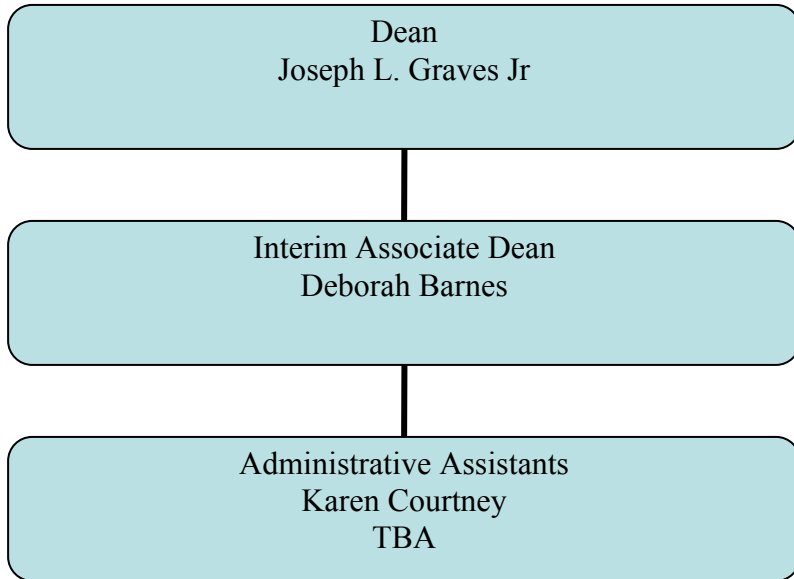 Dean
Joseph L. Graves Jr
Interim Associate Dean
Deborah Barnes
Administrative Assistants
Karen Courtney
TBA